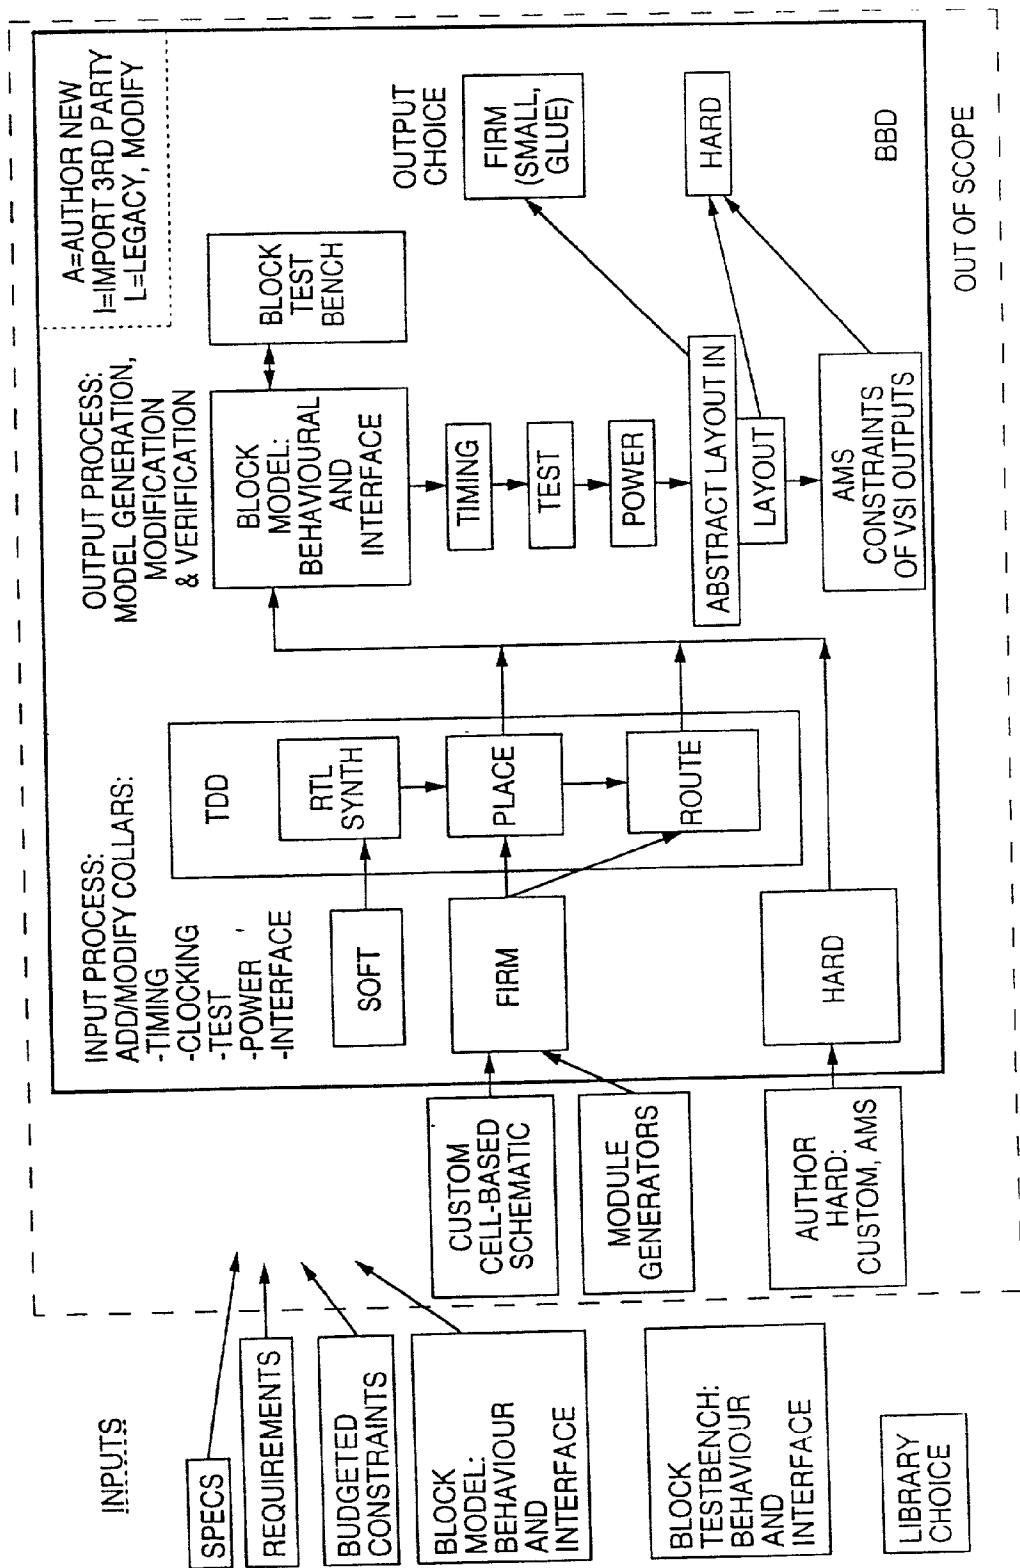 INPUTS
SPECS
REQUIREMENTS
BUDGETED
CONSTRAINTS
BLOCK
MODEL:
BEHAVIOUR
AND
INTERFACE
BLOCK
TESTBENCH:
BEHAVIOUR
AND
INTERFACE
LIBRARY
CHOICE
CUSTOM
CELL-BASED
SCHEMATIC
MODULE
GENERATORS
AUTHOR
HARD:
CUSTOM, AMS
INPUT PROCESS:
ADD/MODIFY COLLARS:
-TIMING
-CLOCKING
-TEST
-POWER
-INTERFACE
SOFT
FIRM
HARD
TDD
RTL
SYNTH
PLACE
ROUTE
OUTPUT PROCESS:
MODEL GENERATION,
MODIFICATION
& VERIFICATION
BLOCK
MODEL:
BEHAVIOURAL
AND
INTERFACE
BLOCK
TEST
BENCH
TIMING
TEST
POWER
ABSTRACT LAYOUT IN
LAYOUT
AMS
CONSTRAINTS
OF VSI OUTPUTS
A=AUTHOR NEW
I=IMPORT 3RD PARTY
L=LEGACY, MODIFY
OUTPUT
CHOICE
FIRM
(SMALL,
GLUE)
HARD
BBD
OUT OF SCOPE